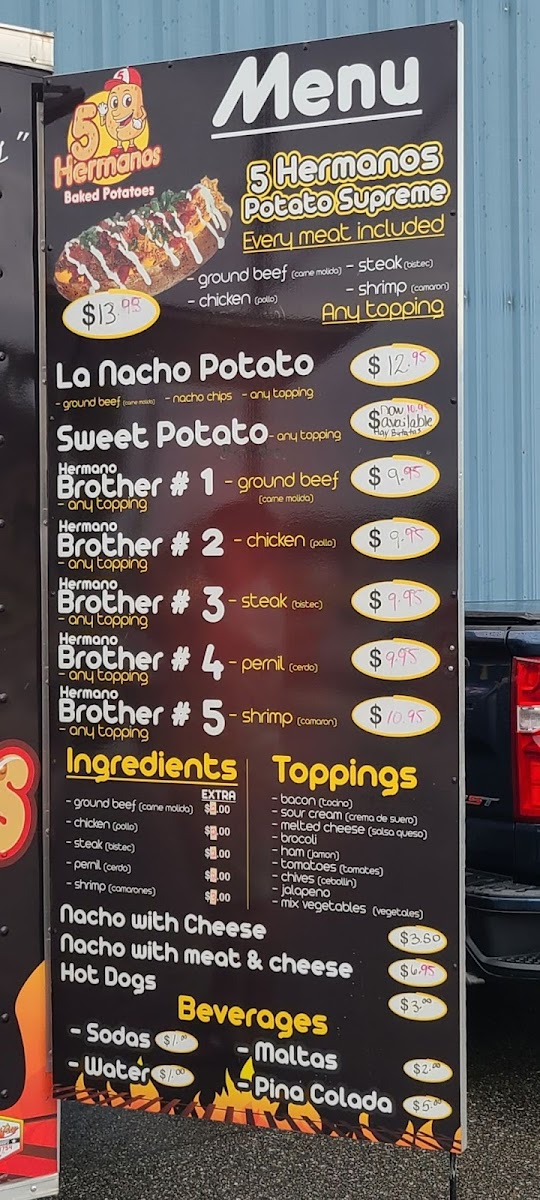 Menu
5
Hermanos
Baked Potatoes
5 Hermanos
Potato Supreme
Every meat included
- ground beef (carne molida) - steak (bistec)
- chicken (pollo) - shrimp (camaron)
$13.95
Any topping
La Nacho Potato $12.95
- ground beef (carne molida) - nacho chips - any topping
Sweet Potato - any topping $ now 10.95 available
Hermano
Brother # 1 - ground beef $9.95
- any topping (carne molida)
Hermano
Brother # 2 - chicken (pollo) $9.95
- any topping
Hermano
Brother # 3 - steak (bistec) $9.95
- any topping
Hermano
Brother # 4 - pernil (cerdo) $9.95
- any topping
Hermano
Brother # 5 - shrimp (camaron) $10.95
- any topping
Ingredients
EXTRA
- ground beef (carne molida) $ .00
- chicken (pollo) $ .00
- steak (bistec) $ .00
- pernil (cerdo) $ .00
- shrimp (camarones) $ .00
Toppings
- bacon (tocino)
- sour cream (crema de suero)
- melted cheese (salsa queso)
- brocoli
- ham (jamon)
- tomatoes (tomates)
- chives (cebollin)
- jalapeno
- mix vegetables (vegetales)
Nacho with Cheese $3.50
Nacho with meat & cheese $6.95
Hot Dogs $3.00
Beverages
- Sodas $1.00
- Water $1.00
- Maltas $2.00
- Pina Colada $5.00